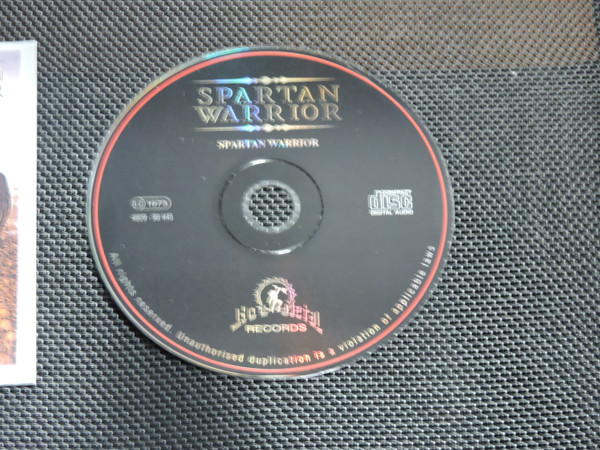 SPARTAN
WARRIOR
SPARTAN WARRIOR
LC 1673
COMPACT
disc
DIGITAL AUDIO
RECORDS
All rights reserved. Unauthorised duplication is a violation of applicable laws